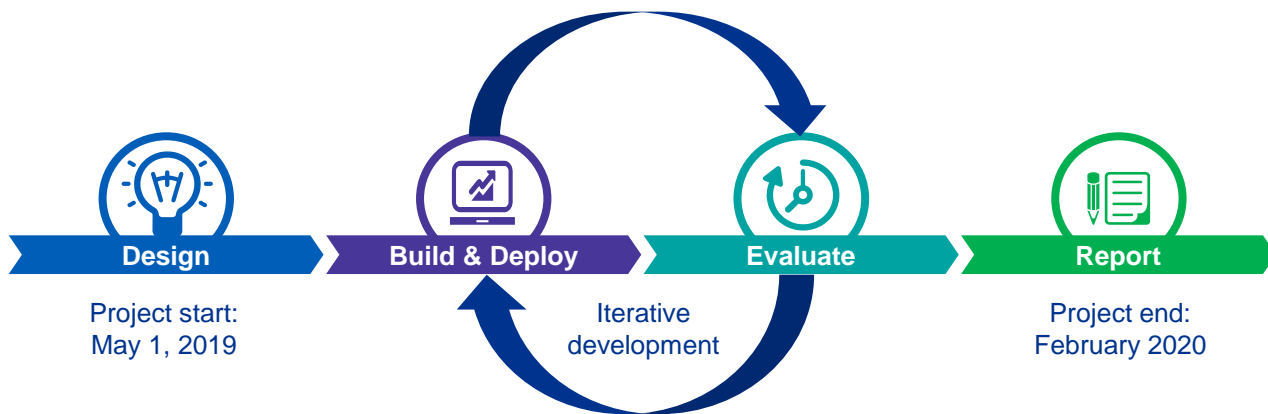 Design
Build & Deploy
Evaluate
Report
Project start:
May 1, 2019
Iterative
development
Project end:
February 2020